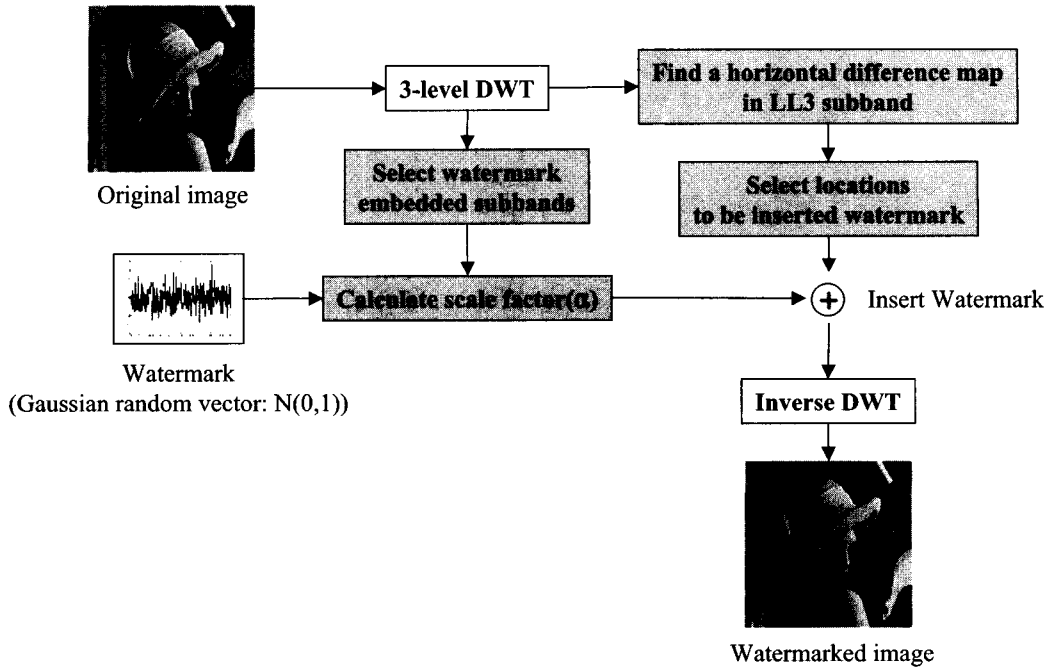 3-level DWT
Find a horizontal difference map
in LL3 subband
Original image
Select watermark
embedded subbands
Select locations
to be inserted watermark
Calculate scale factor(α)
Insert Watermark
Watermark
(Gaussian random vector: N(0,1))
Inverse DWT
Watermarked image